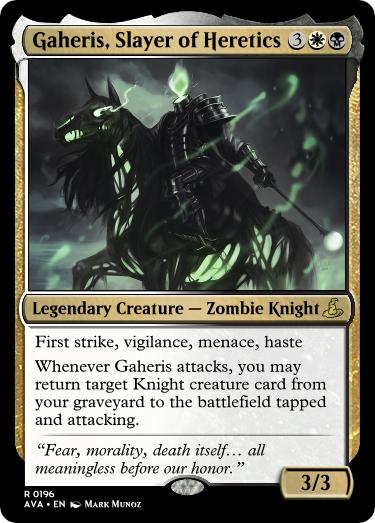 Gaheris, Slayer of Heretics 3
Legendary Creature — Zombie Knight
First strike, vigilance, menace, haste
Whenever Gaheris attacks, you may
return target Knight creature card from
your graveyard to the battlefield tapped
and attacking.
“Fear, morality, death itself… all
meaningless before our honor.”
3/3
R 0196
AVA • EN Mark Munoz